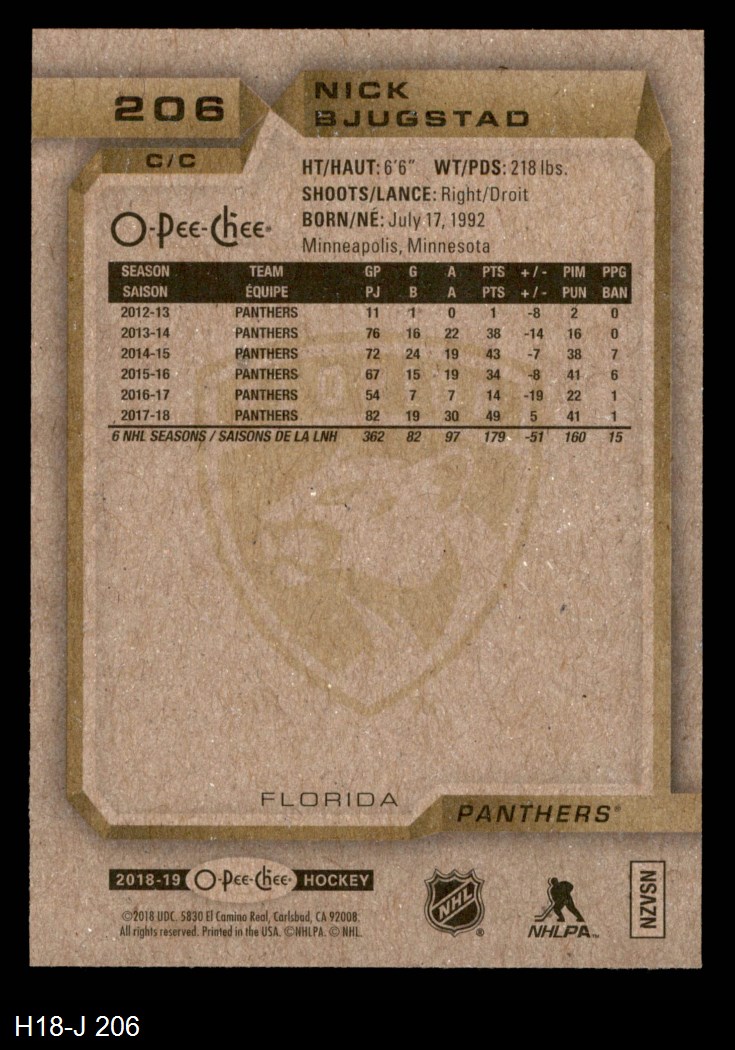 206
NICK
BJUGSTAD
C/C
HT/HAUT: 6'6" WT/PDS: 218 lbs.
SHOOTS/LANCE: Right/Droit
BORN/NÉ: July 17, 1992
Minneapolis, Minnesota
O-Pee-Chee
SEASON TEAM GP G A PTS +/- PIM PPG
SAISON ÉQUIPE PJ B A PTS +/- PUN BAN
2012-13 PANTHERS 11 1 0 1 -8 2 0
2013-14 PANTHERS 76 16 22 38 -14 16 0
2014-15 PANTHERS 72 24 19 43 -7 38 7
2015-16 PANTHERS 67 15 19 34 -8 41 6
2016-17 PANTHERS 54 7 7 14 -19 22 1
2017-18 PANTHERS 82 19 30 49 5 41 1
6 NHL SEASONS / SAISONS DE LA LNH 362 82 97 179 -51 160 15
FLORIDA
PANTHERS®
2018-19 O-Pee-Chee HOCKEY
©2018 UDC. 5830 El Camino Real, Carlsbad, CA 92008.
All rights reserved. Printed in the USA. ©NHLPA. © NHL.
NHL®
NHLPA™
NZVSN
H18-J 206